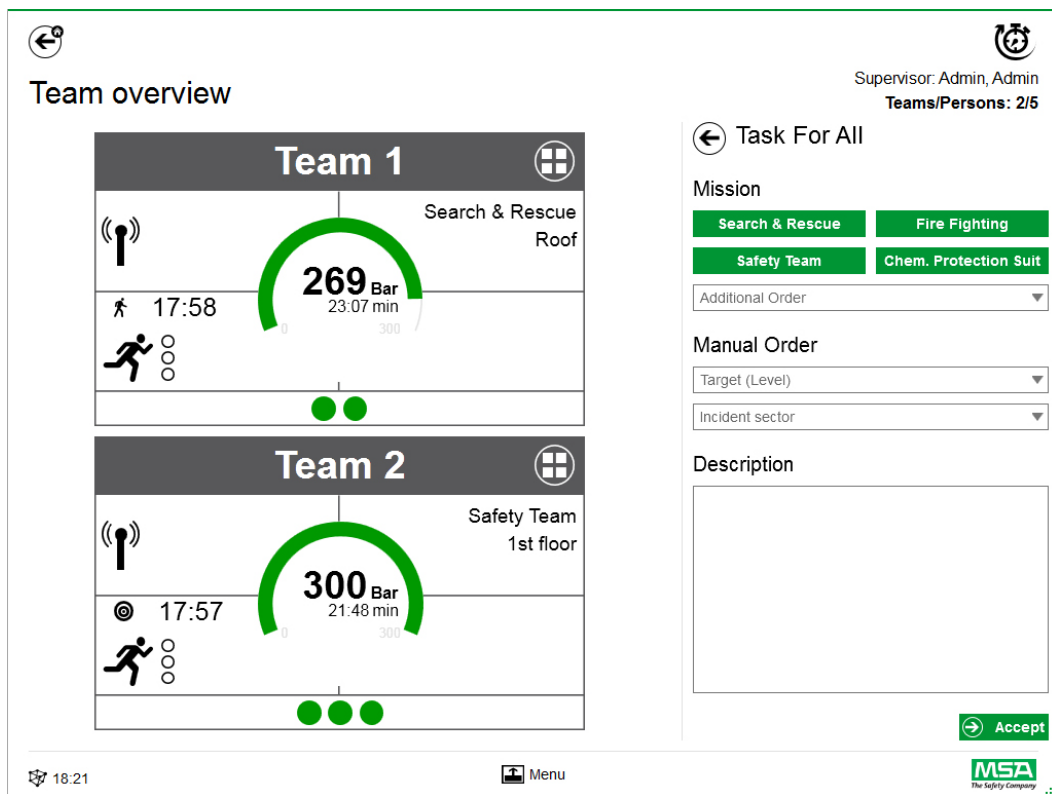 Supervisor: Admin, Admin
Team overview
Teams/Persons: 2/5
Team 1
Search & Rescue
Roof
269 Bar
23:07 min
17:58
0 300
Team 2
Safety Team
1st floor
300 Bar
21:48 min
17:57
0 300
Task For All
Mission
Search & Rescue Fire Fighting
Safety Team Chem. Protection Suit
Additional Order
Manual Order
Target (Level)
Incident sector
Description
Accept
18:21
Menu
MSA
The Safety Company